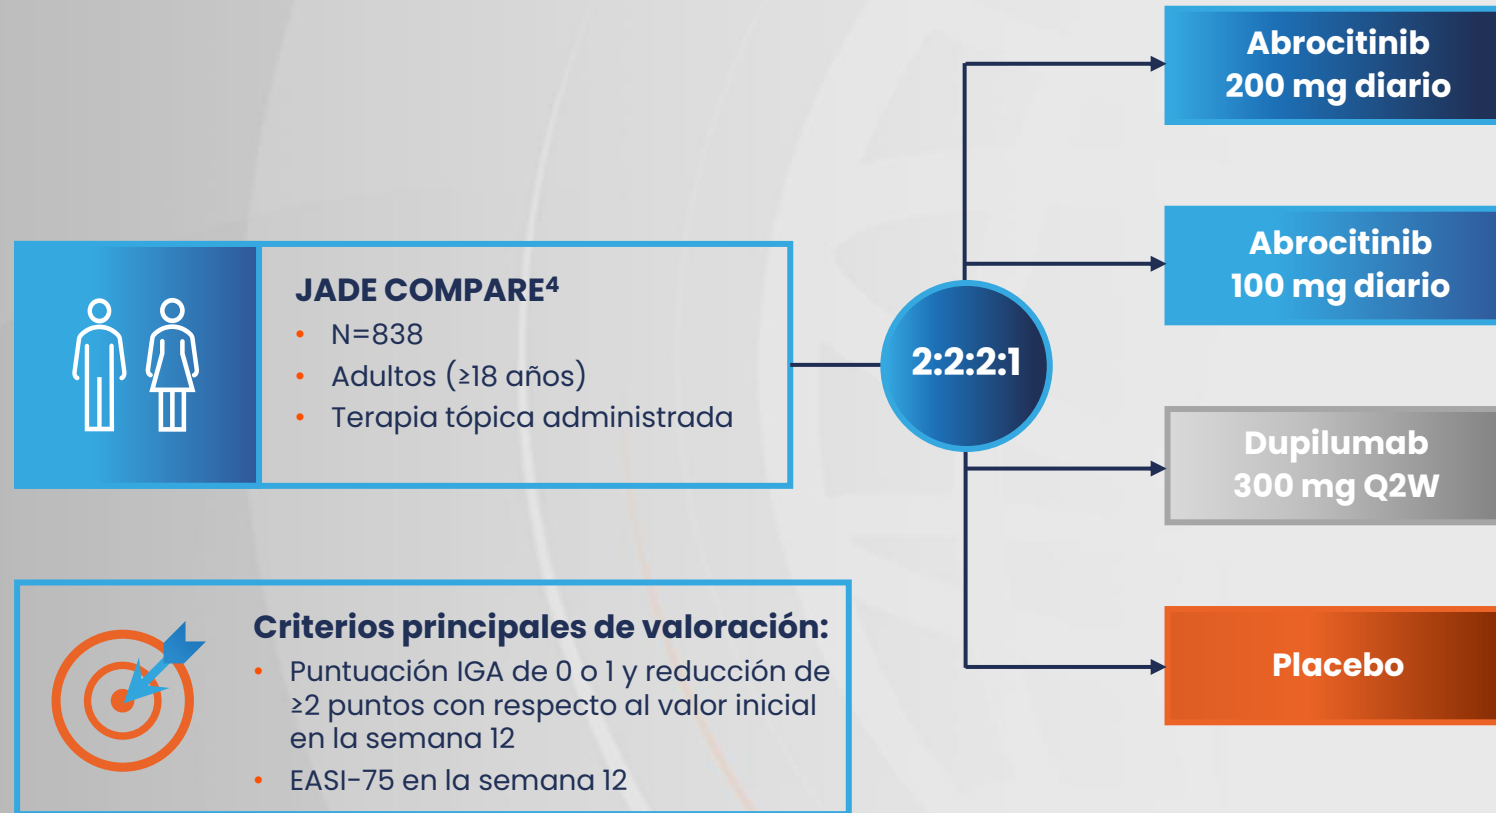 JADE COMPARE⁴
• N=838
• Adultos (≥18 años)
• Terapia tópica administrada
2:2:2:1
Abrocitinib
200 mg diario
Abrocitinib
100 mg diario
Dupilumab
300 mg Q2W
Placebo
Criterios principales de valoración:
• Puntuación IGA de 0 o 1 y reducción de
≥2 puntos con respecto al valor inicial
en la semana 12
• EASI-75 en la semana 12